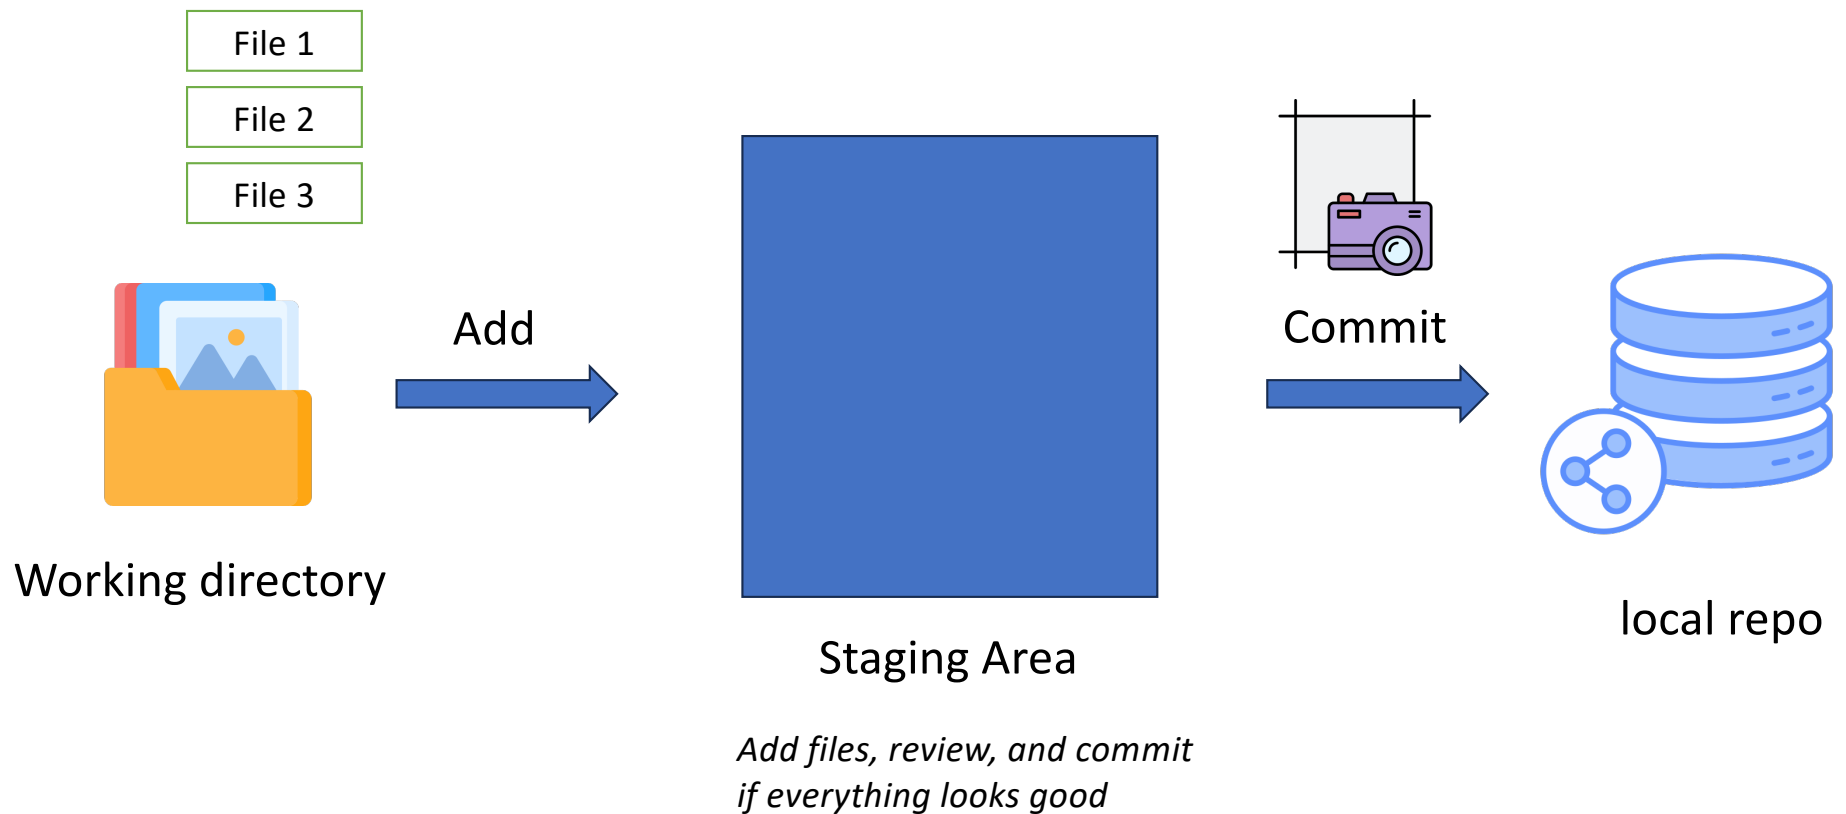 File 1
File 2
File 3
Add
Commit
Working directory
local repo
Staging Area
Add files, review, and commit
if everything looks good